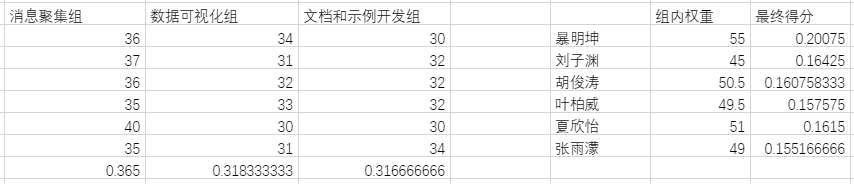 消息聚集组 数据可视化组 文档和示例开发组 组内权重 最终得分
36 34 30 暴明坤 55 0.20075
37 31 32 刘子渊 45 0.16425
36 32 32 胡俊涛 50.5 0.160758333
35 33 32 叶柏威 49.5 0.157575
40 30 30 夏欣怡 51 0.1615
35 31 34 张雨濛 49 0.155166666
0.365 0.318333333 0.316666666